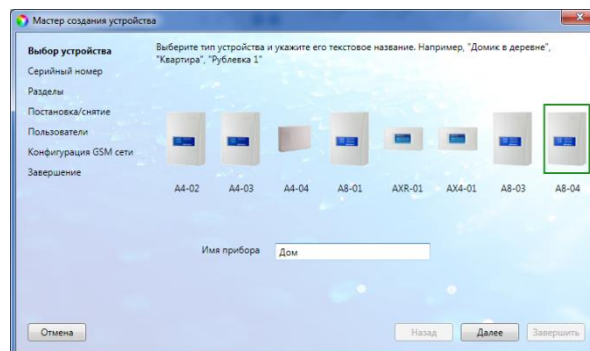 Мастер создания устройства
Выбор устройства
Серийный номер
Разделы
Постановка/снятие
Пользователи
Конфигурация GSM сети
Завершение
Выберите тип устройства и укажите его текстовое название. Например, "Домик в деревне",
"Квартира", "Рублевка 1"
A4-02 A4-03 A4-04 A8-01 AXR-01 AX4-01 A8-03 A8-04
Имя прибора Дом
Отмена Назад Далее Завершить